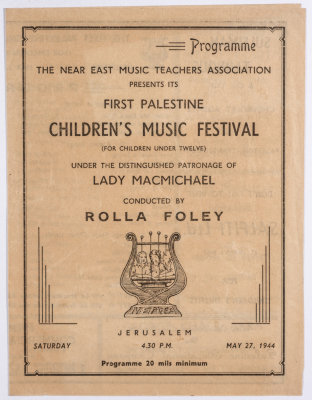 Programme
THE NEAR EAST MUSIC TEACHERS ASSOCIATION
PRESENTS ITS
FIRST PALESTINE
CHILDREN'S MUSIC FESTIVAL
(FOR CHILDREN UNDER TWELVE)
UNDER THE DISTINGUISHED PATRONAGE OF
LADY MACMICHAEL
CONDUCTED BY
ROLLA FOLEY
JERUSALEM
SATURDAY 4.30 P.M. MAY 27, 1944
Programme 20 mils minimum